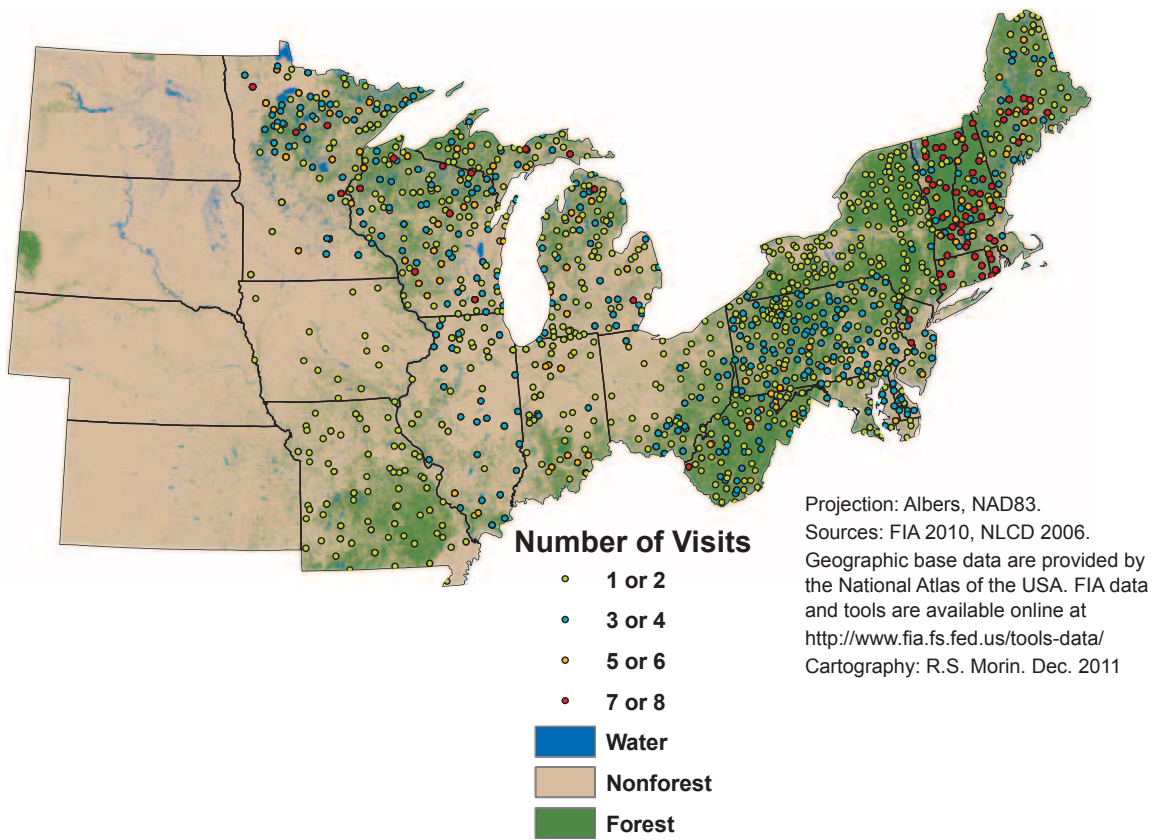 Number of Visits
1 or 2
3 or 4
5 or 6
7 or 8
Water
Nonforest
Forest
Projection: Albers, NAD83.
Sources: FIA 2010, NLCD 2006.
Geographic base data are provided by
the National Atlas of the USA. FIA data
and tools are available online at
http://www.fia.fs.fed.us/tools-data/
Cartography: R.S. Morin. Dec. 2011